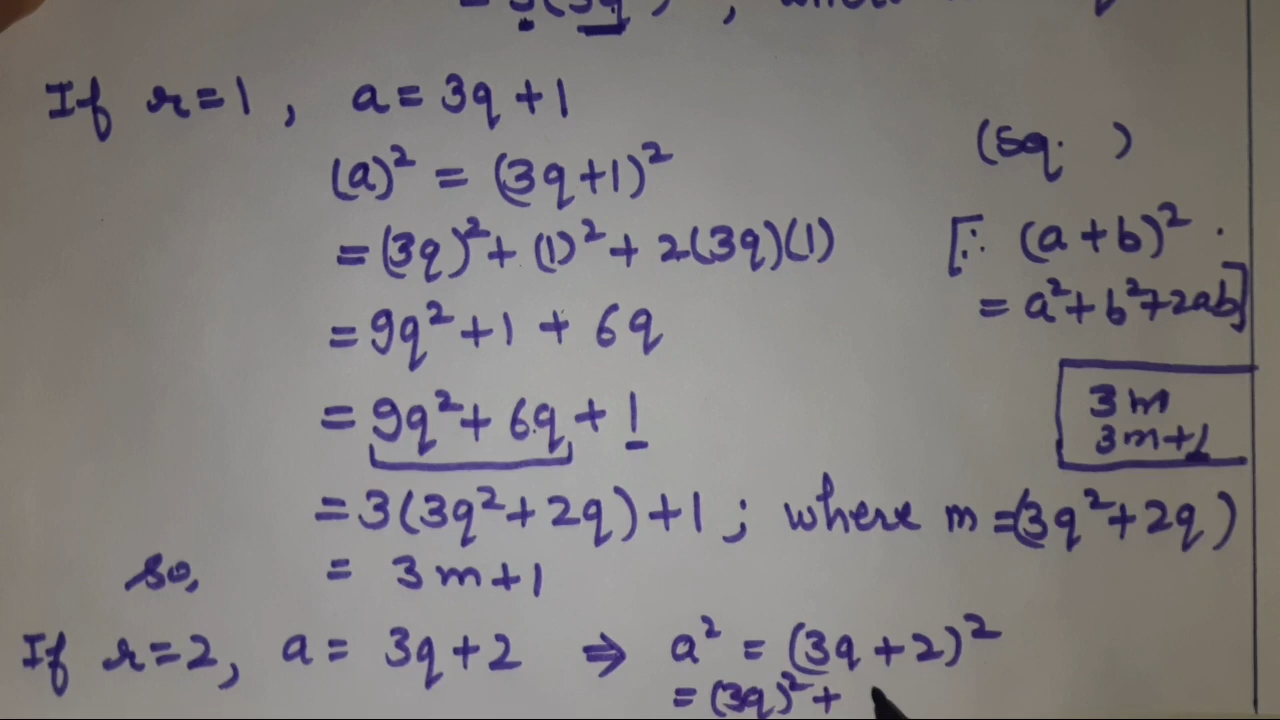 If r=1, a=3q+1
(a)² = (3q+1)²
(Sq. )
=(3q)²+(1)²+2(3q)(1)
[∵ (a+b)²
= a²+b²+2ab]
=9q²+1+6q
=9q²+6q+1
3m
3m+1
=3(3q²+2q)+1; where m=(3q²+2q)
so, = 3m+1
If r=2, a= 3q+2 ⇒ a² = (3q+2)²
=(3q)²+